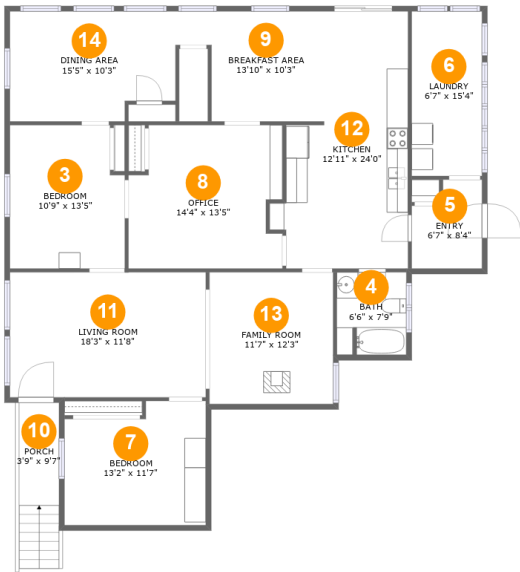 14
DINING AREA
15'5" x 10'3"
9
BREAKFAST AREA
13'10" x 10'3"
6
LAUNDRY
6'7" x 15'4"
12
KITCHEN
12'11" x 24'0"
3
BEDROOM
10'9" x 13'5"
8
OFFICE
14'4" x 13'5"
5
ENTRY
6'7" x 8'4"
4
BATH
6'6" x 7'9"
11
LIVING ROOM
18'3" x 11'8"
13
FAMILY ROOM
11'7" x 12'3"
10
PORCH
3'9" x 9'7"
7
BEDROOM
13'2" x 11'7"